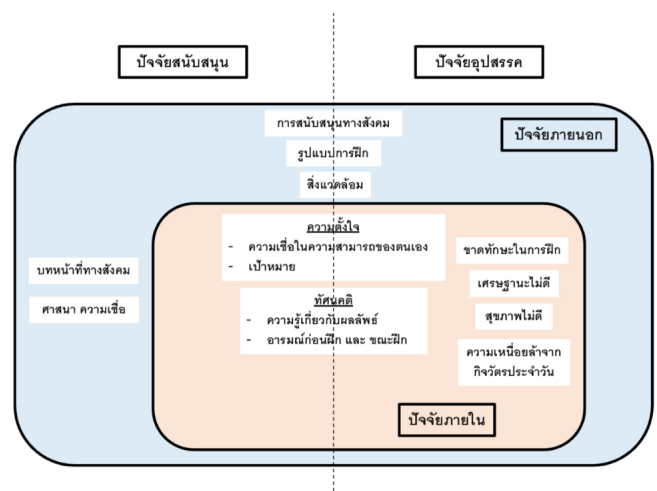 ปัจจัยสนับสนุน
ปัจจัยอุปสรรค
การสนับสนุนทางสังคม
ปัจจัยภายนอก
รูปแบบการฝึก
สิ่งแวดล้อม
ความตั้งใจ
- ความเชื่อในความสามารถของตนเอง
- เป้าหมาย
ทัศนคติ
- ความรู้เกี่ยวกับผลลัพธ์
- อารมณ์ก่อนฝึก และ ขณะฝึก
บทหน้าที่ทางสังคม
ศาสนา ความเชื่อ
ขาดทักษะในการฝึก
เศรษฐานะไม่ดี
สุขภาพไม่ดี
ความเหนื่อยล้าจาก
กิจวัตรประจำวัน
ปัจจัยภายใน